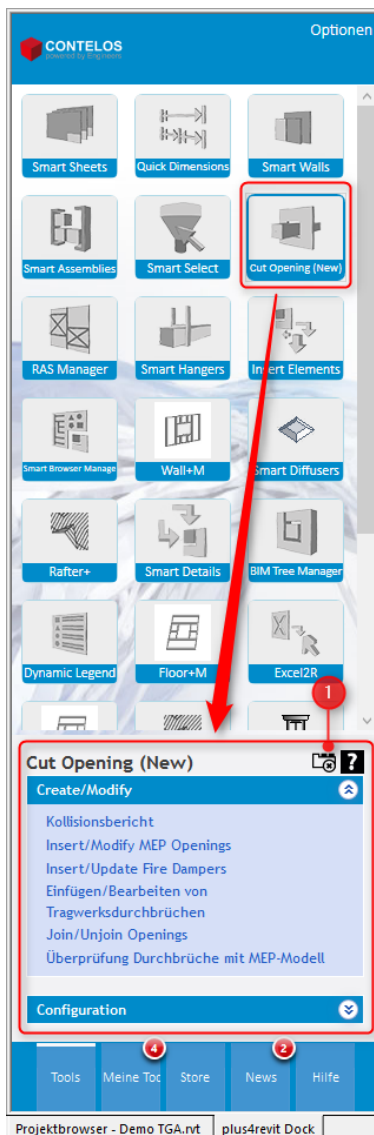 Optionen
CONTELOS
powered by Engineers
Smart Sheets
Quick Dimensions
Smart Walls
Smart Assemblies
Smart Select
Cut Opening (New)
RAS Manager
Smart Hangers
Insert Elements
Smart Browser Manage
Wall+M
Smart Diffusers
Rafter+
Smart Details
BIM Tree Manager
Dynamic Legend
Floor+M
Excel2R
1
Cut Opening (New)
?
Create/Modify
Kollisionsbericht
Insert/Modify MEP Openings
Insert/Update Fire Dampers
Einfügen/Bearbeiten von
Tragwerksdurchbrüchen
Join/Unjoin Openings
Überprüfung Durchbrüche mit MEP-Modell
Configuration
4
2
Tools
Meine Too
Store
News
Hilfe
Projektbrowser - Demo TGA.rvt
plus4revit Dock